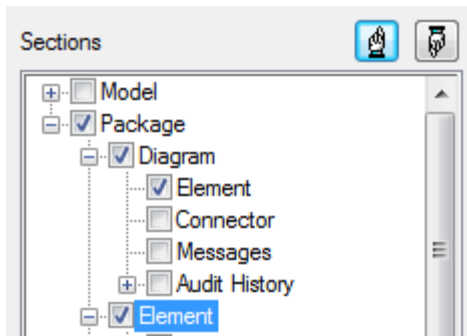 Sections
Model
Package
Diagram
Element
Connector
Messages
Audit History
Element